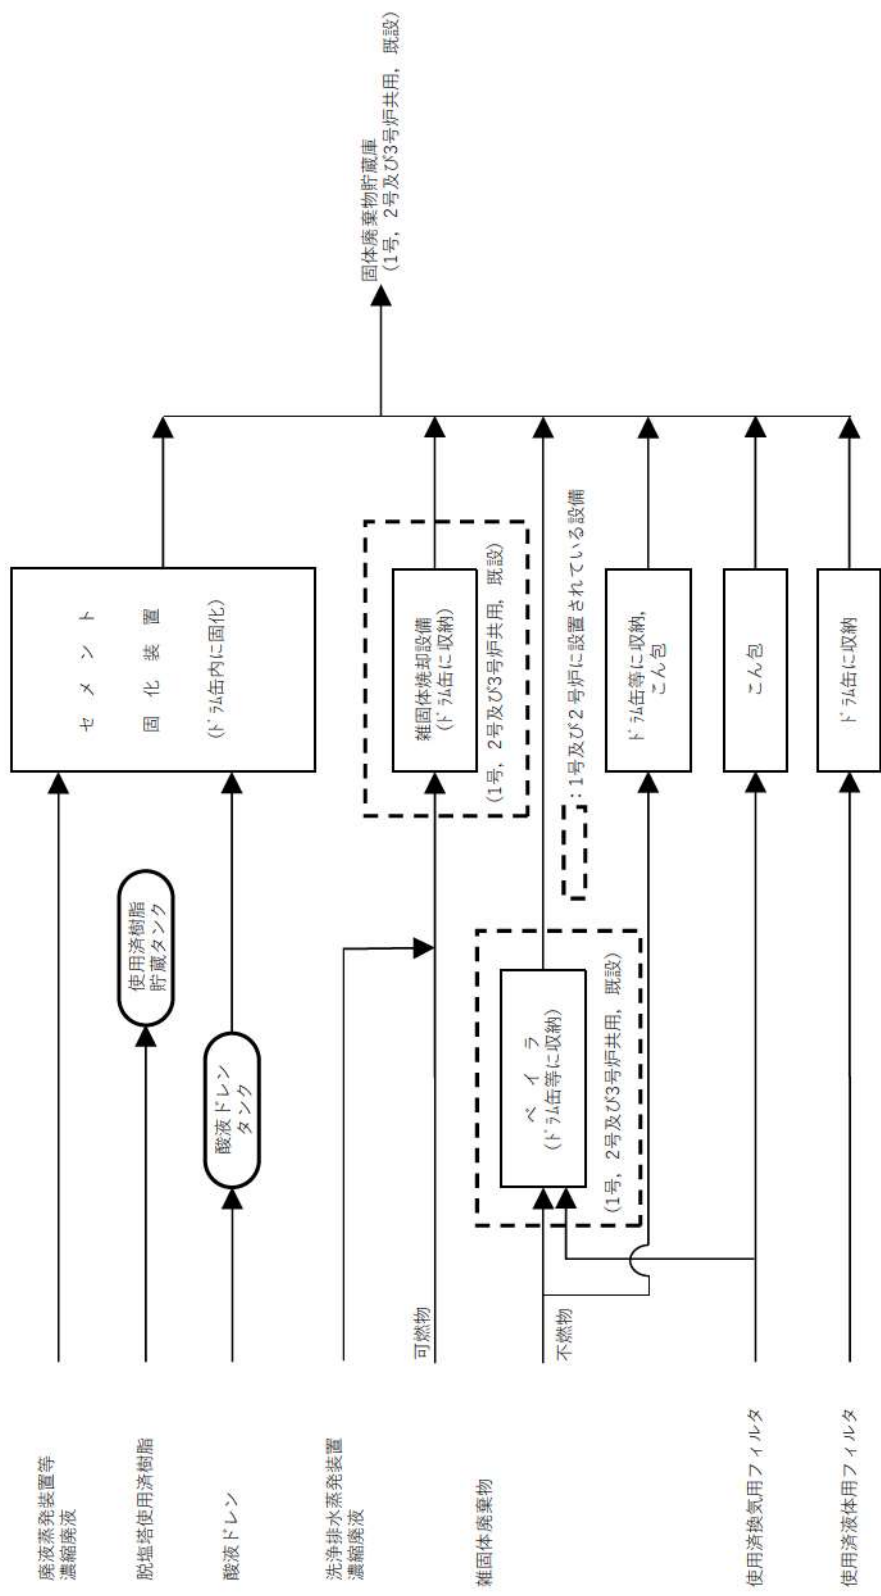 廃液蒸発装置等
濃縮廃液
脱塩塔使用済樹脂
酸液ドレン
洗浄排水蒸発装置
濃縮廃液
雑固体廃棄物
使用済換気用フィルタ
使用済液体用フィルタ
可燃物
不燃物
使用済樹脂
貯蔵タンク
酸液ドレン
タンク
ベイラ
(ﾄﾞﾗﾑ缶等に収納)
(1号，2号及び3号炉共用，既設)
セメント
固化装置
(ﾄﾞﾗﾑ缶内に固化)
雑固体焼却設備
(ﾄﾞﾗﾑ缶に収納)
(1号，2号及び3号炉共用，既設)
：1号及び２号炉に設置されている設備
ﾄﾞﾗﾑ缶等に収納，
こん包
こん包
ﾄﾞﾗﾑ缶に収納
固体廃棄物貯蔵庫
(1号，2号及び3号炉共用，既設)